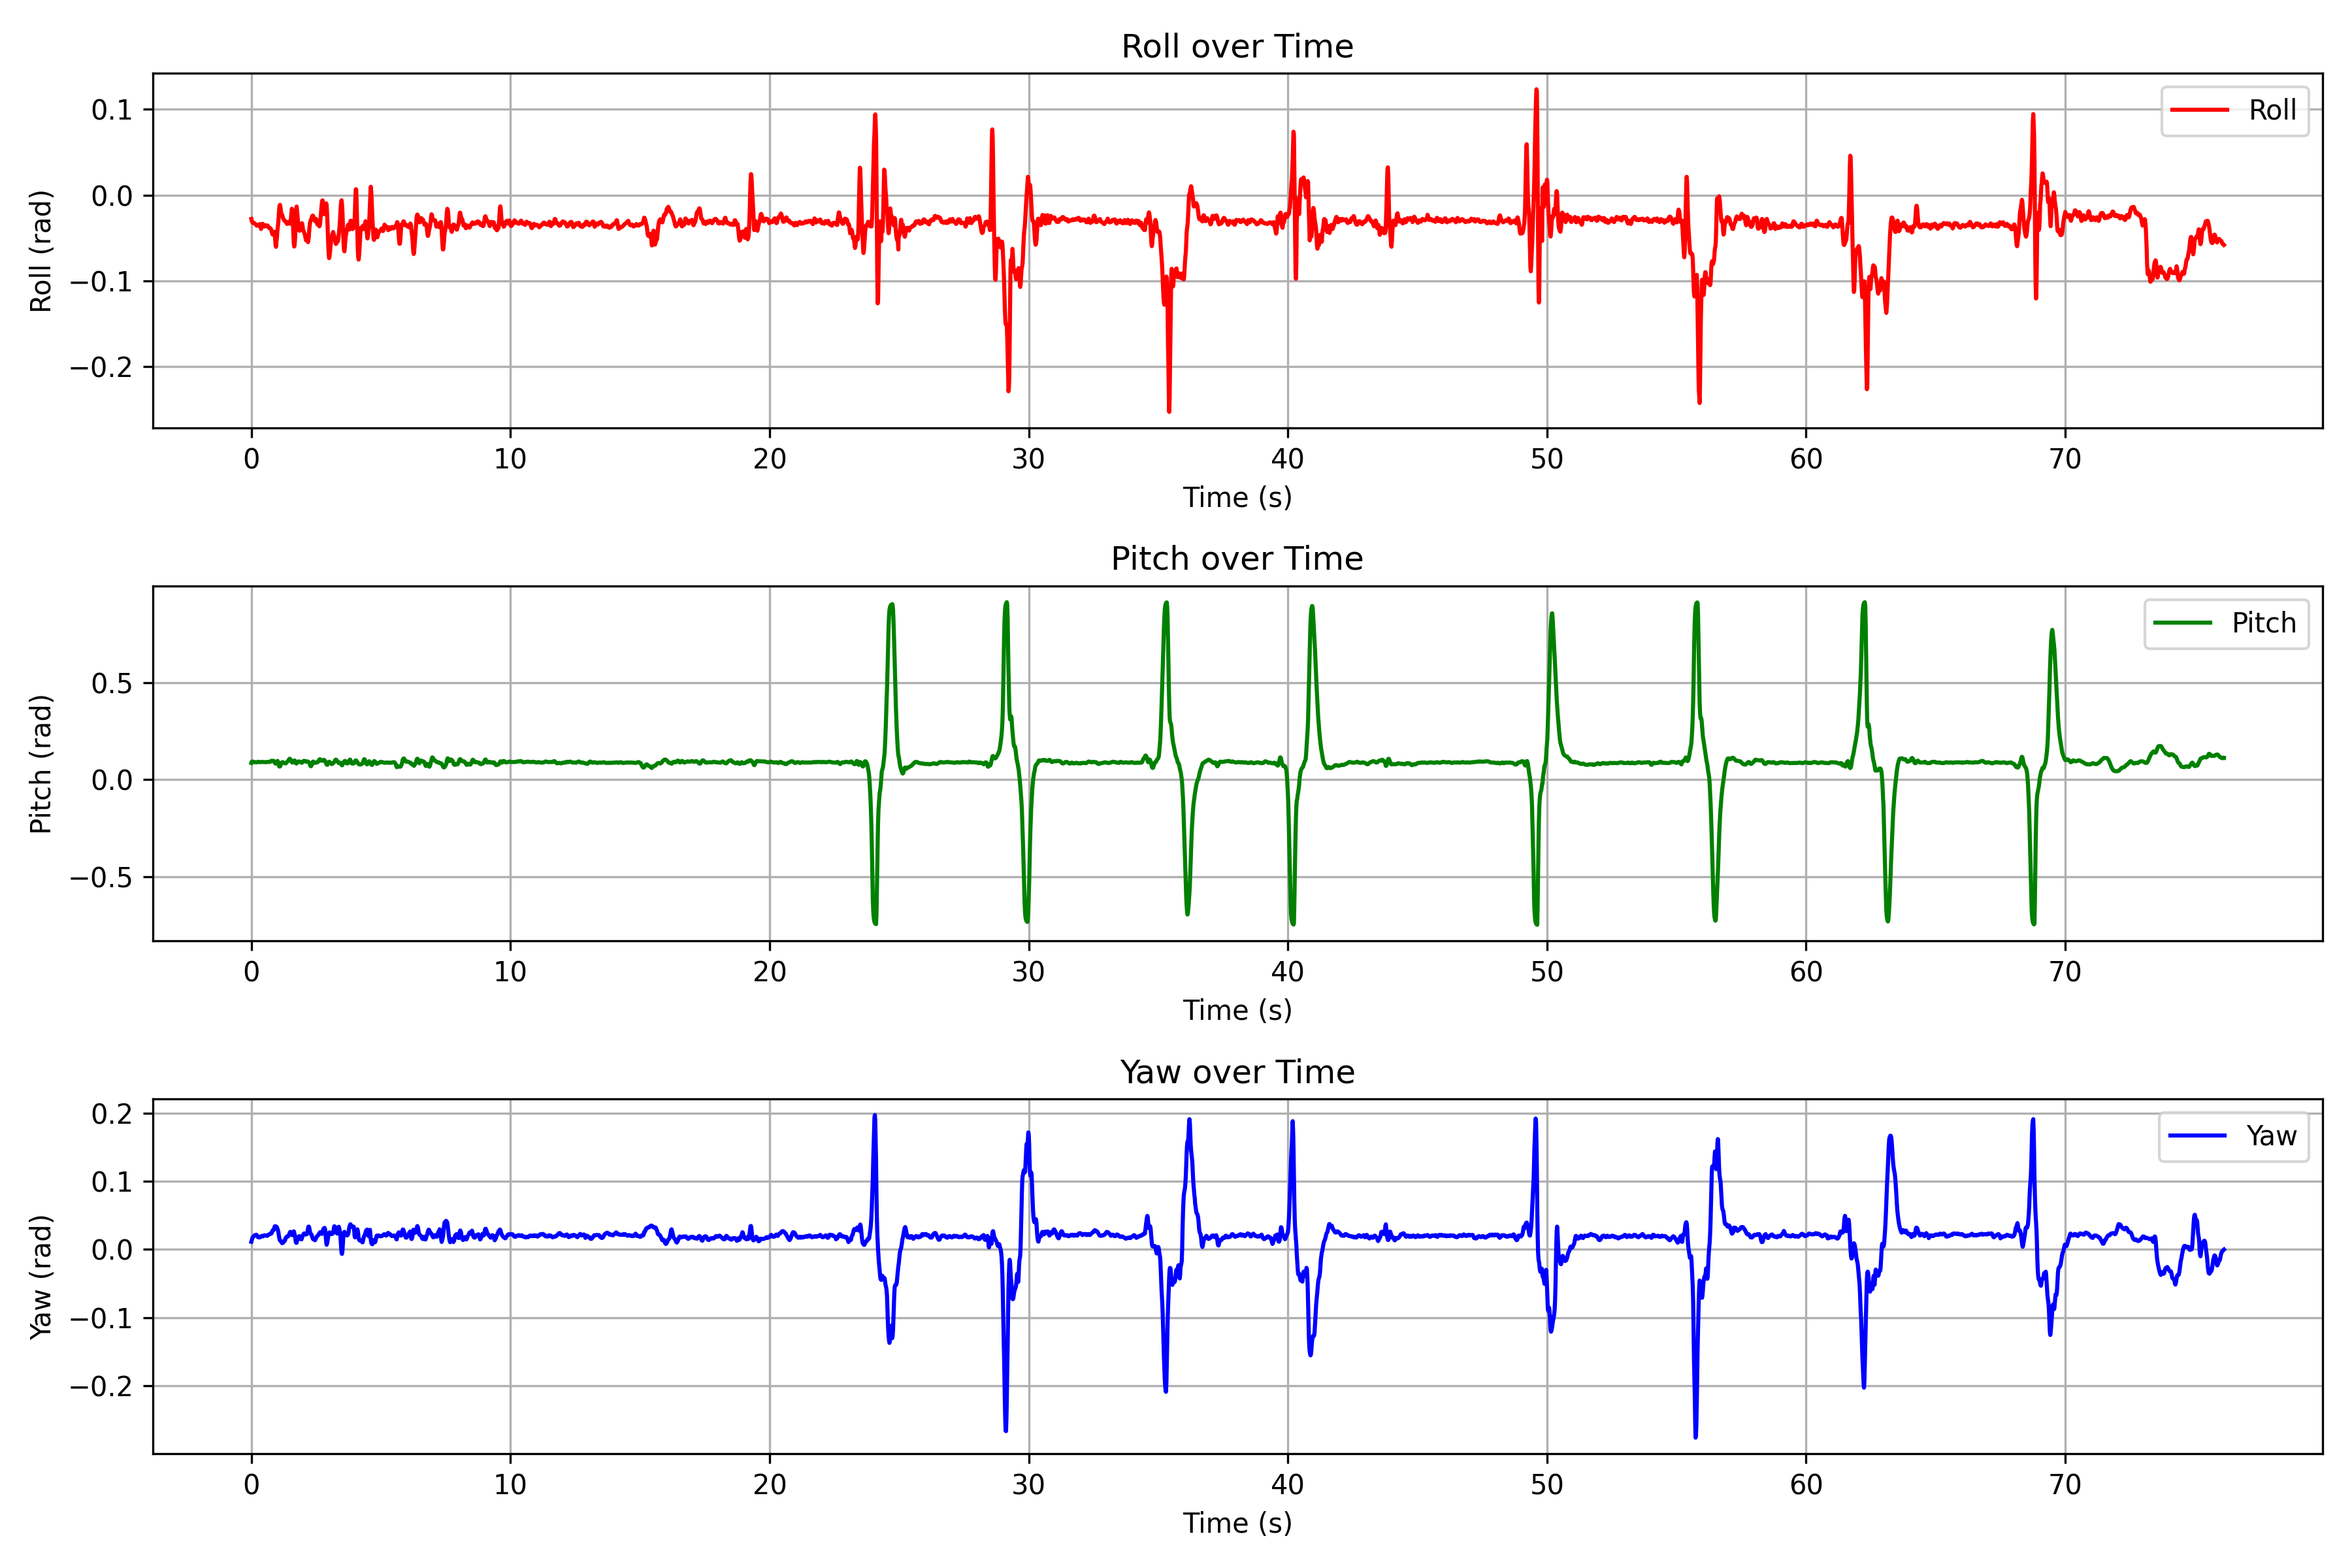 Roll over Time
Roll
0.1
0.0
−0.1
−0.2
Roll (rad)
0 10 20 30 40 50 60 70
Time (s)
Pitch over Time
Pitch
0.5
0.0
−0.5
Pitch (rad)
0 10 20 30 40 50 60 70
Time (s)
Yaw over Time
Yaw
0.2
0.1
0.0
−0.1
−0.2
Yaw (rad)
0 10 20 30 40 50 60 70
Time (s)